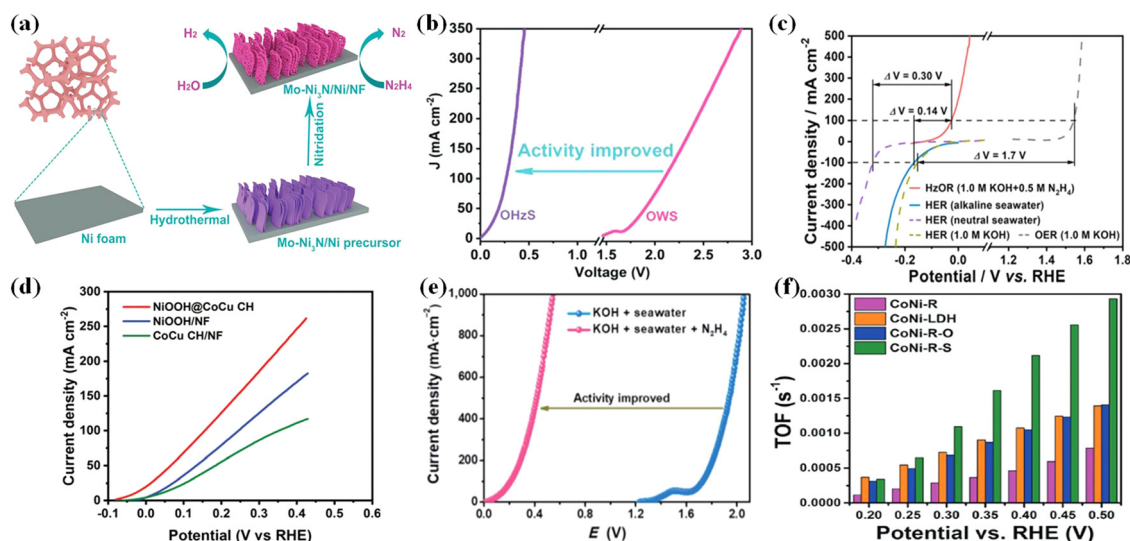 (a)
H₂
H₂O
N₂
N₂H₄
Mo-Ni₃N/Ni/NF
Nitridation
Hydrothermal
Ni foam
Mo-Ni₃N/Ni precursor
(b)
350
300
250
200
150
100
50
0
J (mA cm⁻²)
Activity improved
OHzS
OWS
0.0 0.5 1.0 1.5 2.0 2.5 3.0
Voltage (V)
(c)
500
400
300
200
100
0
-100
-200
-300
-400
-500
Current density / mA cm⁻²
Δ V = 0.30 V
Δ V = 0.14 V
Δ V = 1.7 V
HzOR (1.0 M KOH+0.5 M N₂H₄)
HER (alkaline seawater)
HER (neutral seawater)
HER (1.0 M KOH) OER (1.0 M KOH)
-0.4 -0.2 0.0 1.2 1.4 1.6
Potential / V vs. RHE
(d)
300
250
200
150
100
50
0
Current density (mA cm⁻²)
NiOOH@CoCu CH
NiOOH/NF
CoCu CH/NF
-0.1 0.0 0.1 0.2 0.3 0.4 0.5 0.6
Potential (V vs RHE)
(e)
1,000
800
600
400
200
0
Current density (mA·cm⁻²)
KOH + seawater
KOH + seawater + N₂H₄
Activity improved
0.0 0.4 0.8 1.2 1.6 2.0
E (V)
(f)
0.0030
0.0025
0.0020
0.0015
0.0010
0.0005
0.0000
TOF (s⁻¹)
CoNi-R
CoNi-LDH
CoNi-R-O
CoNi-R-S
0.20 0.25 0.30 0.35 0.40 0.45 0.50
Potential vs. RHE (V)